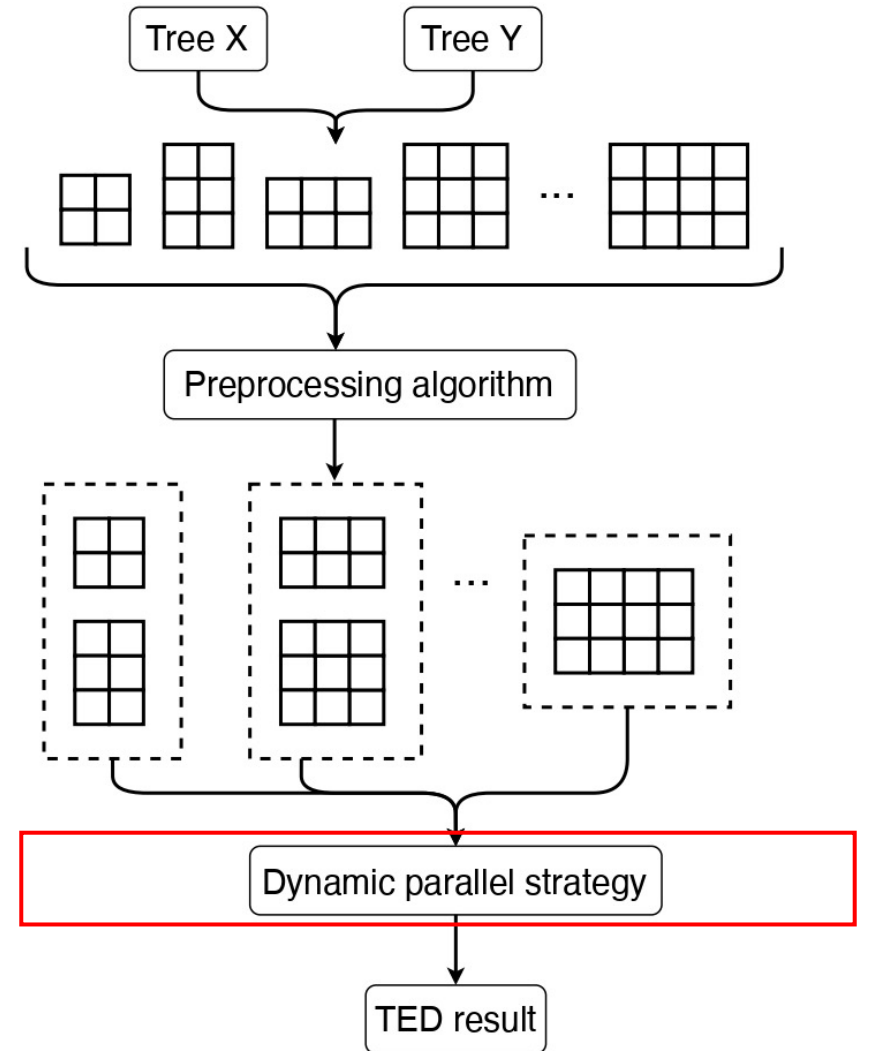 Tree X
Tree Y
...
Preprocessing algorithm
...
Dynamic parallel strategy
TED result